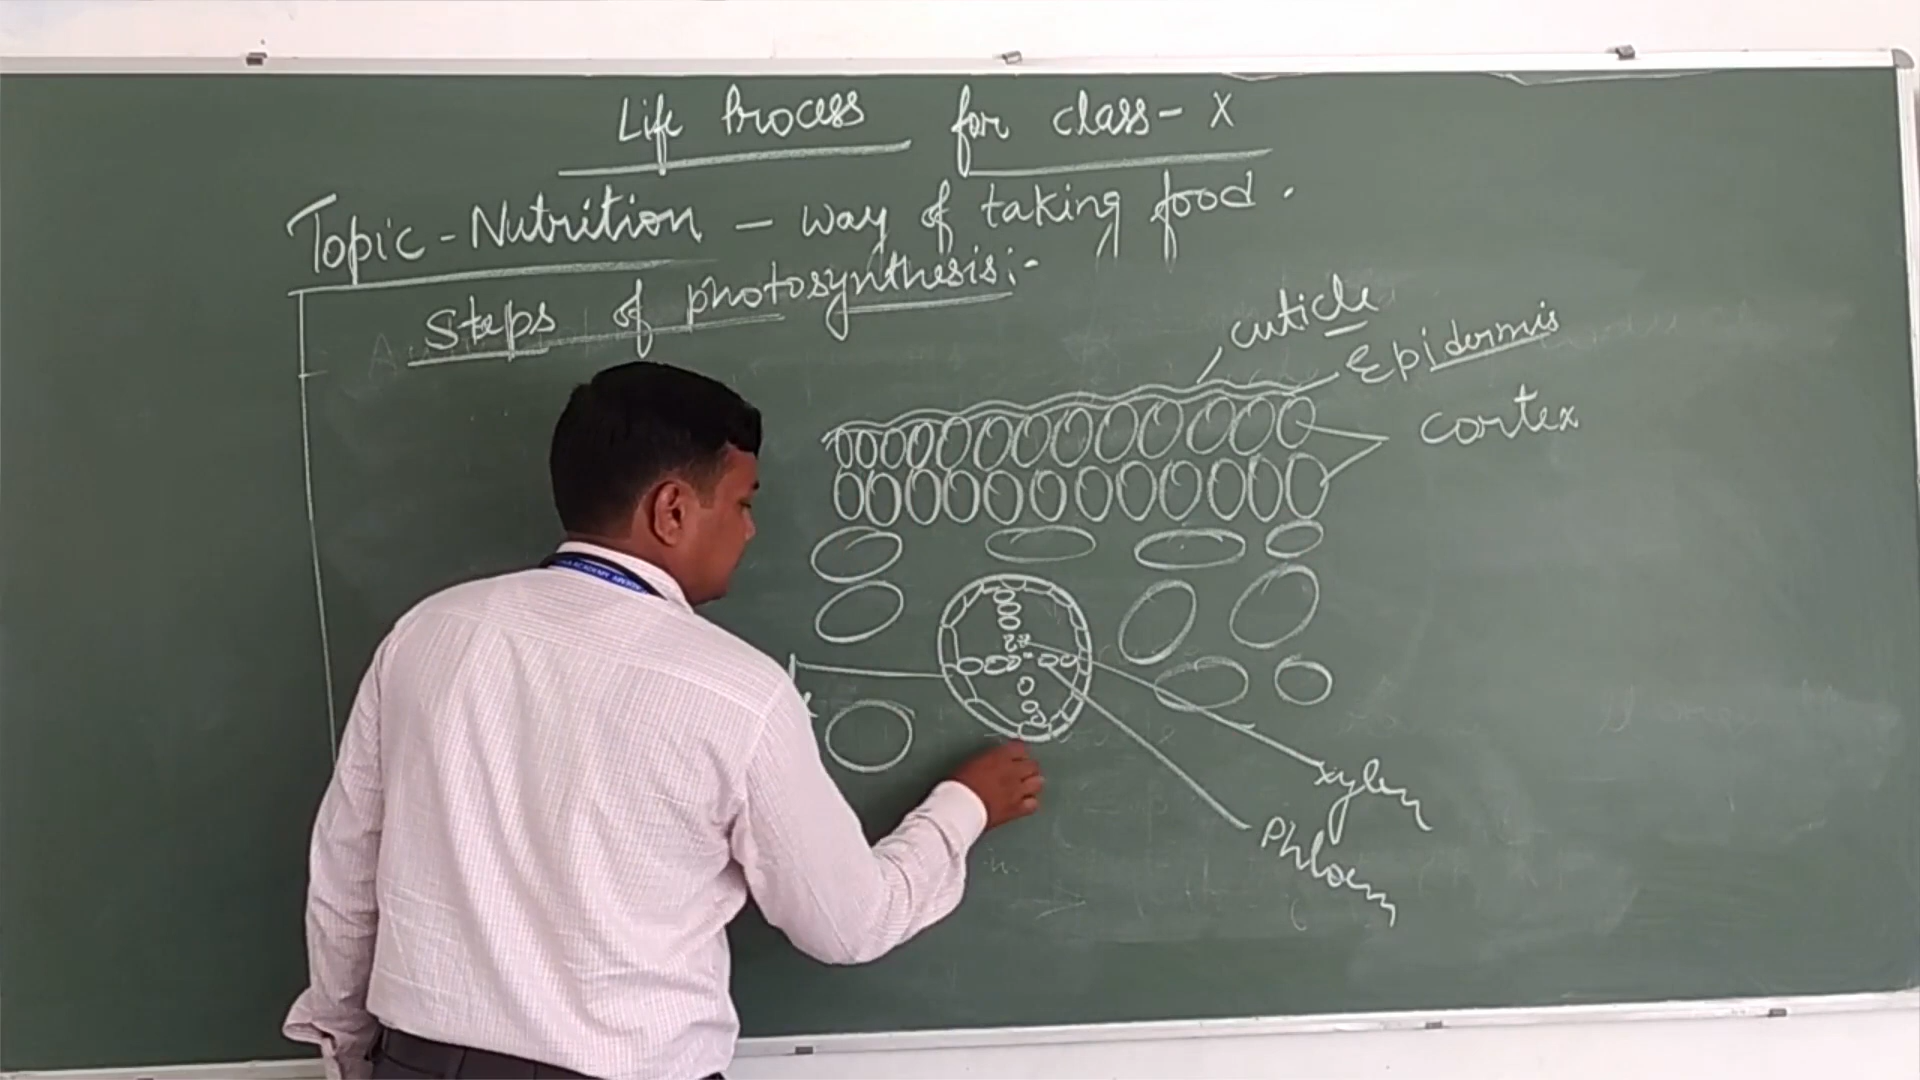 Life Process for class - X
Topic - Nutrition - way of taking food.
Steps of photosynthesis :-
cuticle
Epidermis
cortex
xylem
Phloem